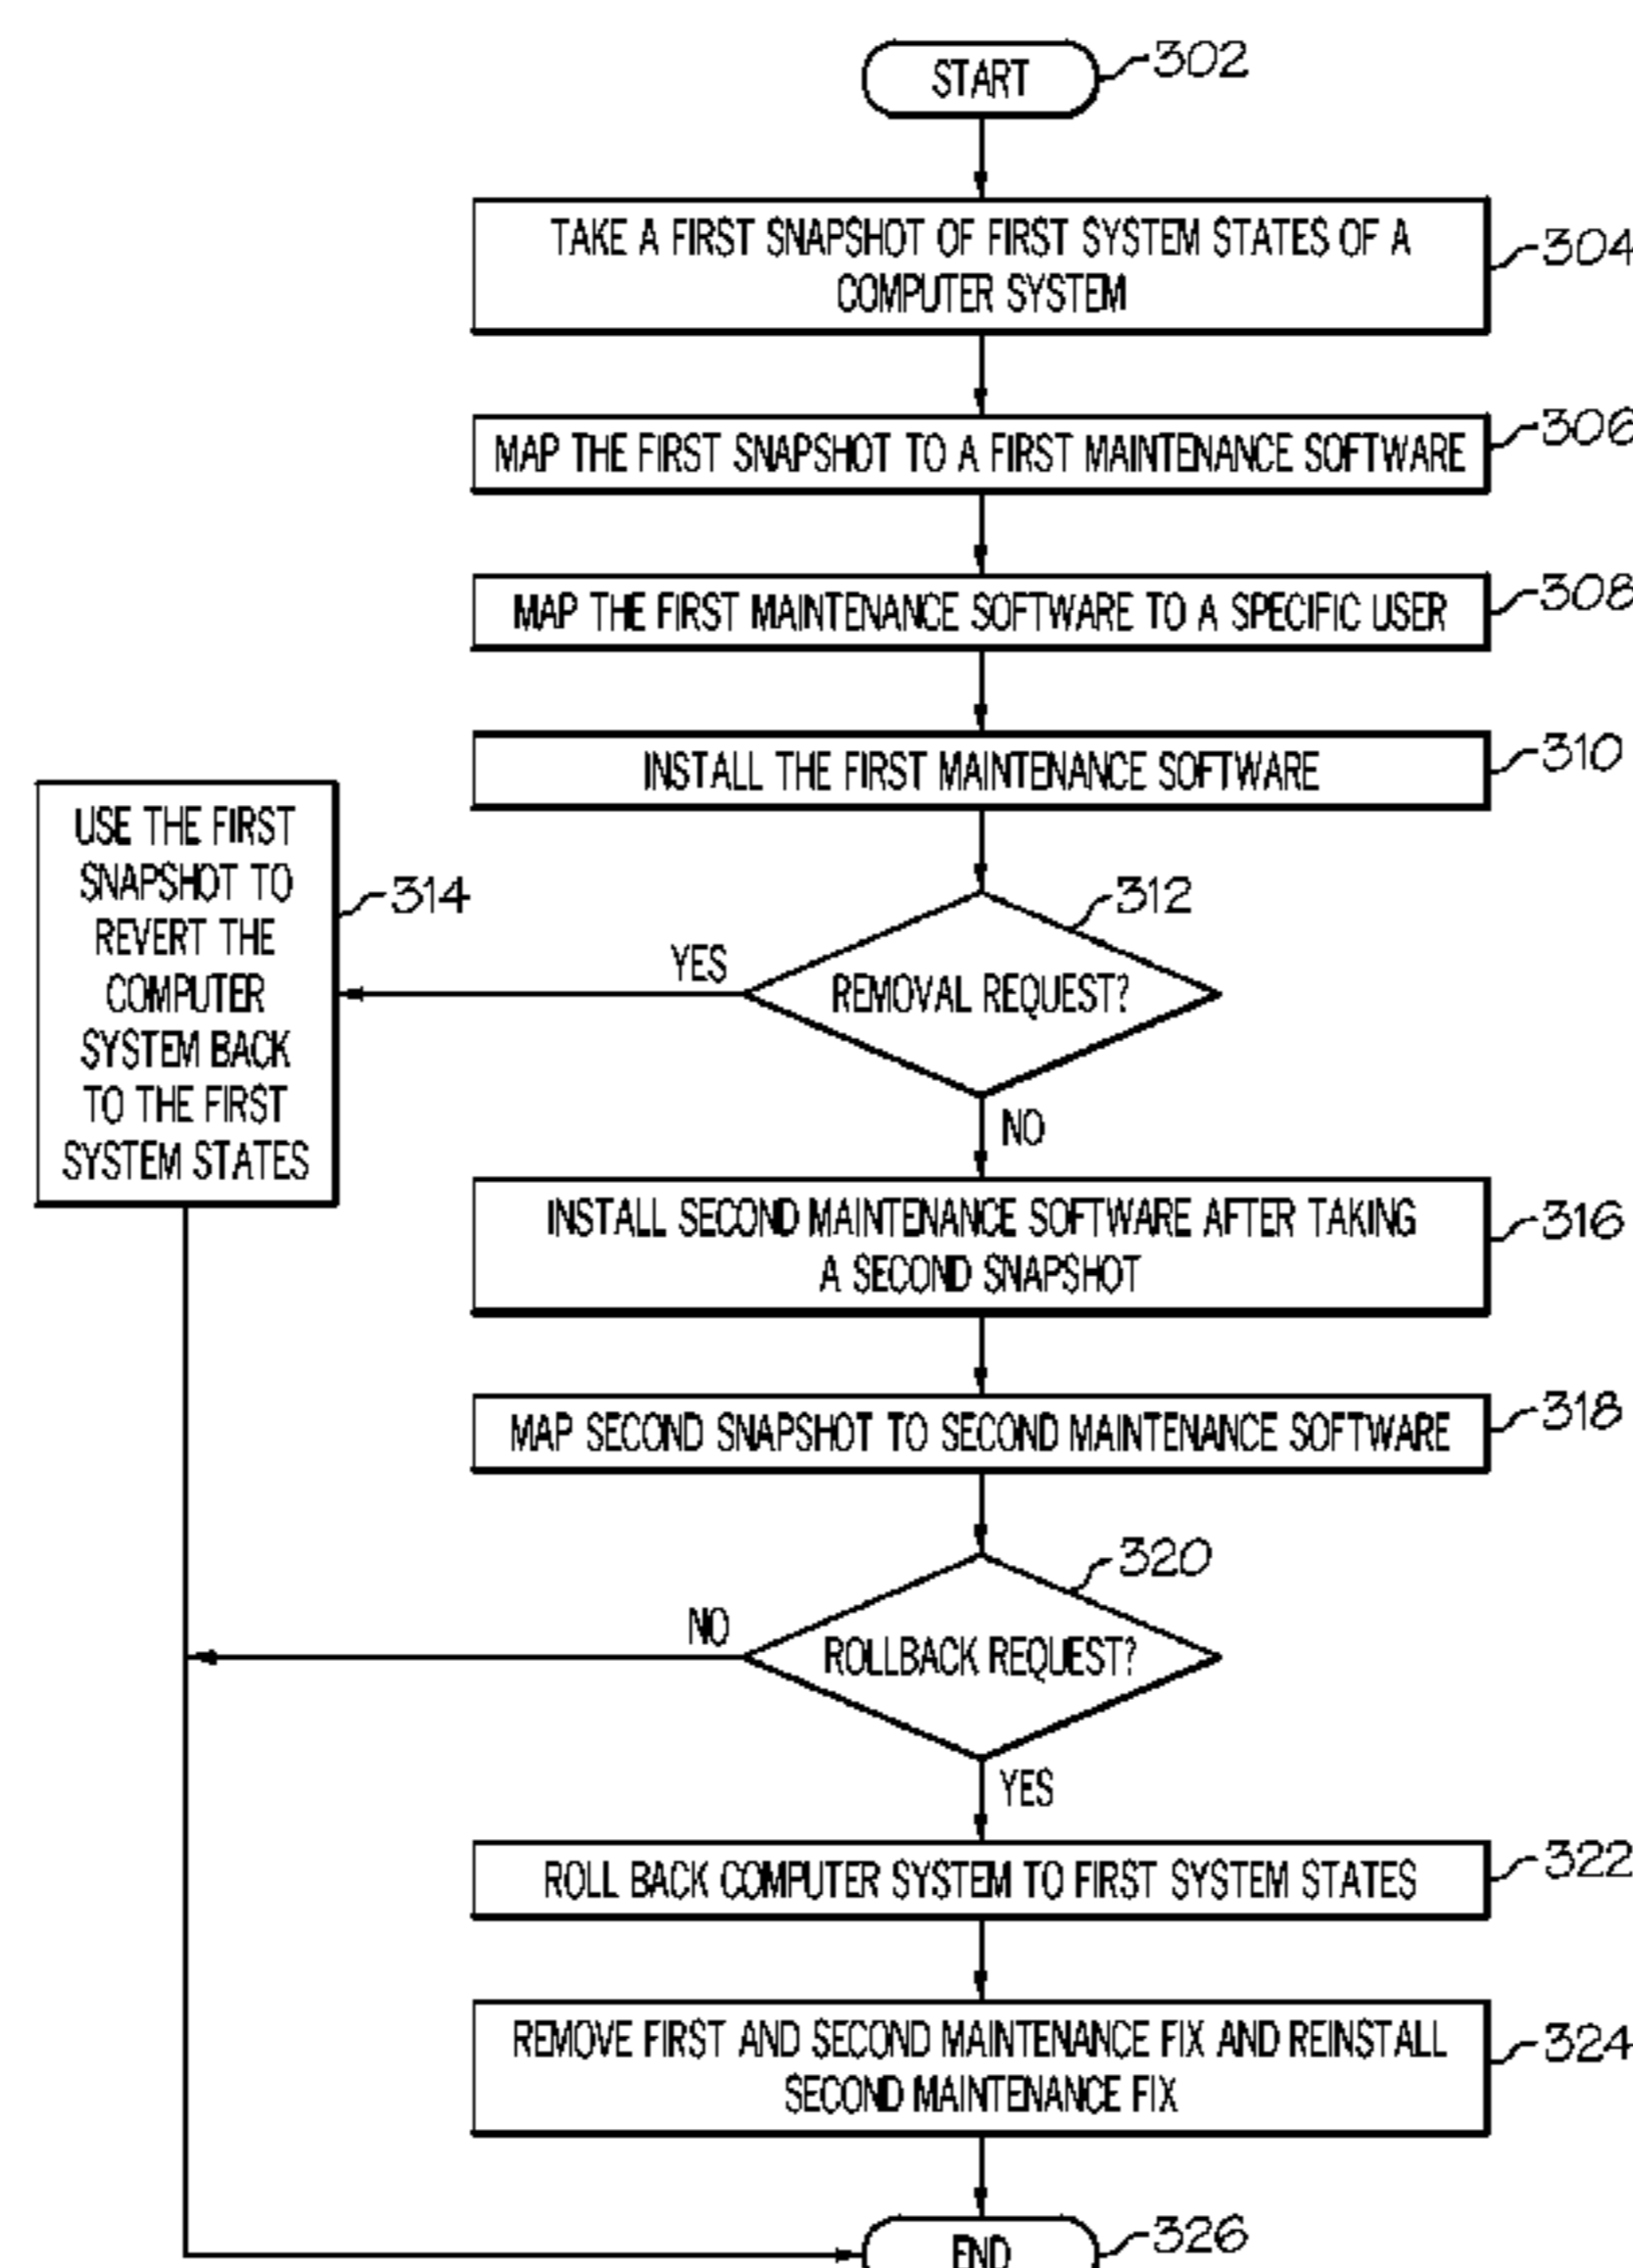 START
302
TAKE A FIRST SNAPSHOT OF FIRST SYSTEM STATES OF A
COMPUTER SYSTEM
304
MAP THE FIRST SNAPSHOT TO A FIRST MAINTENANCE SOFTWARE
306
MAP THE FIRST MAINTENANCE SOFTWARE TO A SPECIFIC USER
308
INSTALL THE FIRST MAINTENANCE SOFTWARE
310
REMOVAL REQUEST?
312
YES
USE THE FIRST
SNAPSHOT TO
REVERT THE
COMPUTER
SYSTEM BACK
TO THE FIRST
SYSTEM STATES
314
NO
INSTALL SECOND MAINTENANCE SOFTWARE AFTER TAKING
A SECOND SNAPSHOT
316
MAP SECOND SNAPSHOT TO SECOND MAINTENANCE SOFTWARE
318
ROLLBACK REQUEST?
320
NO
YES
ROLL BACK COMPUTER SYSTEM TO FIRST SYSTEM STATES
322
REMOVE FIRST AND SECOND MAINTENANCE FIX AND REINSTALL
SECOND MAINTENANCE FIX
324
END
326